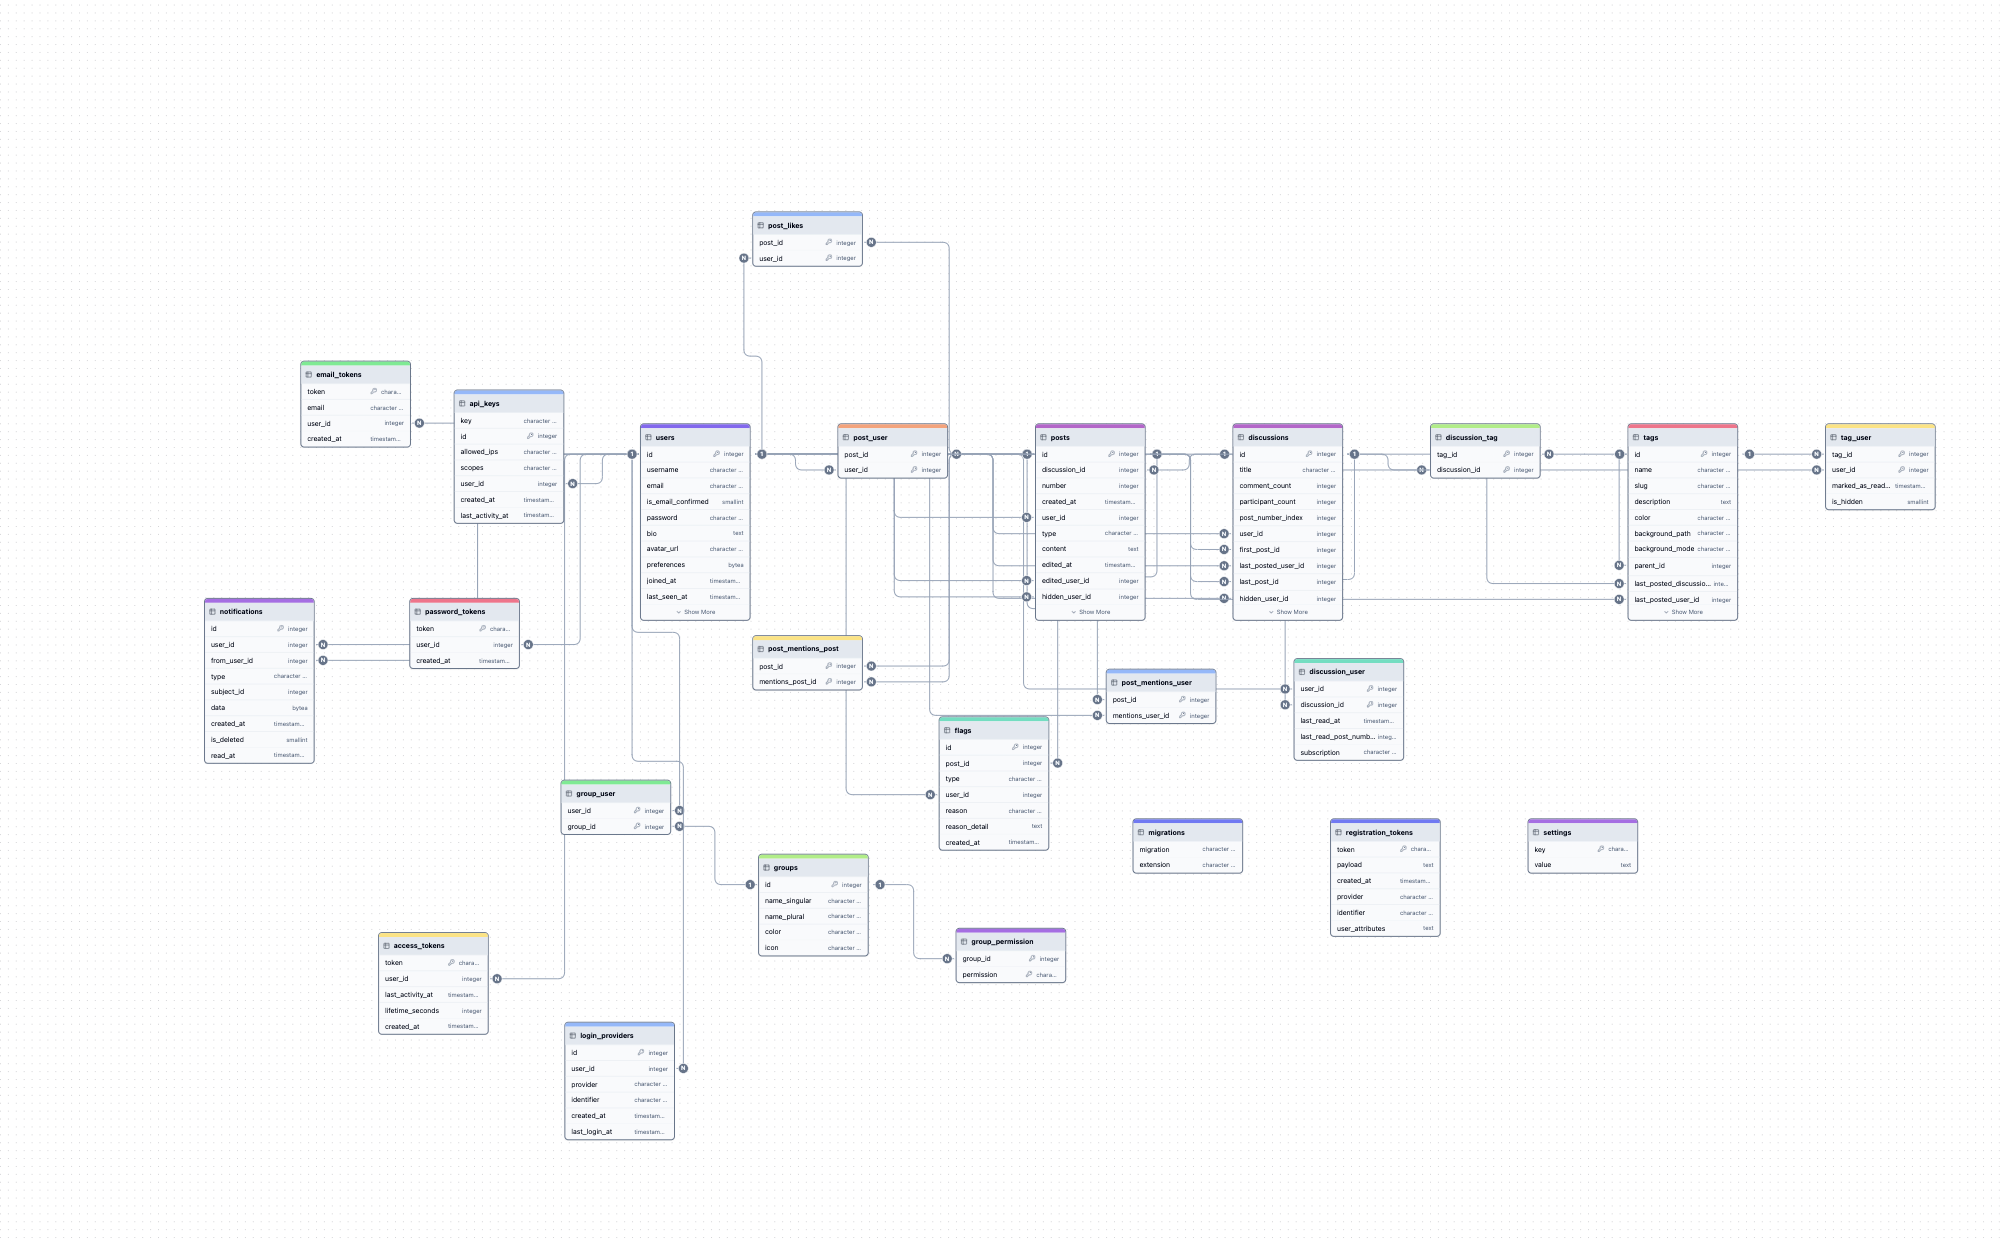 post_likes
post_id integer
user_id integer
email_tokens
token chara...
email character ...
user_id integer
created_at timestam...
api_keys
key character ...
id integer
allowed_ips character ...
scopes character ...
user_id integer
created_at timestam...
last_activity_at timestam...
users
id integer
username character ...
email character ...
is_email_confirmed smallint
password character ...
bio text
avatar_url character ...
preferences bytea
joined_at timestam...
last_seen_at timestam...
Show More
post_user
post_id integer
user_id integer
posts
id integer
discussion_id integer
number integer
created_at timestam...
user_id integer
type character ...
content text
edited_at timestam...
edited_user_id integer
hidden_user_id integer
Show More
discussions
id integer
title character ...
comment_count integer
participant_count integer
post_number_index integer
user_id integer
first_post_id integer
last_posted_user_id integer
last_post_id integer
hidden_user_id integer
Show More
discussion_tag
tag_id integer
discussion_id integer
tags
id integer
name character ...
slug character ...
description text
color character ...
background_path character ...
background_mode character ...
parent_id integer
last_posted_discussio... inte...
last_posted_user_id integer
Show More
tag_user
tag_id integer
user_id integer
marked_as_read... timestam...
is_hidden smallint
notifications
id integer
user_id integer
from_user_id integer
type character ...
subject_id integer
data bytea
created_at timestam...
is_deleted smallint
read_at timestam...
password_tokens
token chara...
user_id integer
created_at timestam...
post_mentions_post
post_id integer
mentions_post_id integer
post_mentions_user
post_id integer
mentions_user_id integer
discussion_user
user_id integer
discussion_id integer
last_read_at timestam...
last_read_post_numb... integ...
subscription character ...
flags
id integer
post_id integer
type character ...
user_id integer
reason character ...
reason_detail text
created_at timestam...
group_user
user_id integer
group_id integer
migrations
migration character ...
extension character ...
registration_tokens
token chara...
payload text
created_at timestam...
provider character ...
identifier character ...
user_attributes text
settings
key chara...
value text
groups
id integer
name_singular character ...
name_plural character ...
color character ...
icon character ...
group_permission
group_id integer
permission chara...
access_tokens
token chara...
user_id integer
last_activity_at timestam...
lifetime_seconds integer
created_at timestam...
login_providers
id integer
user_id integer
provider character ...
identifier character ...
created_at timestam...
last_login_at timestam...